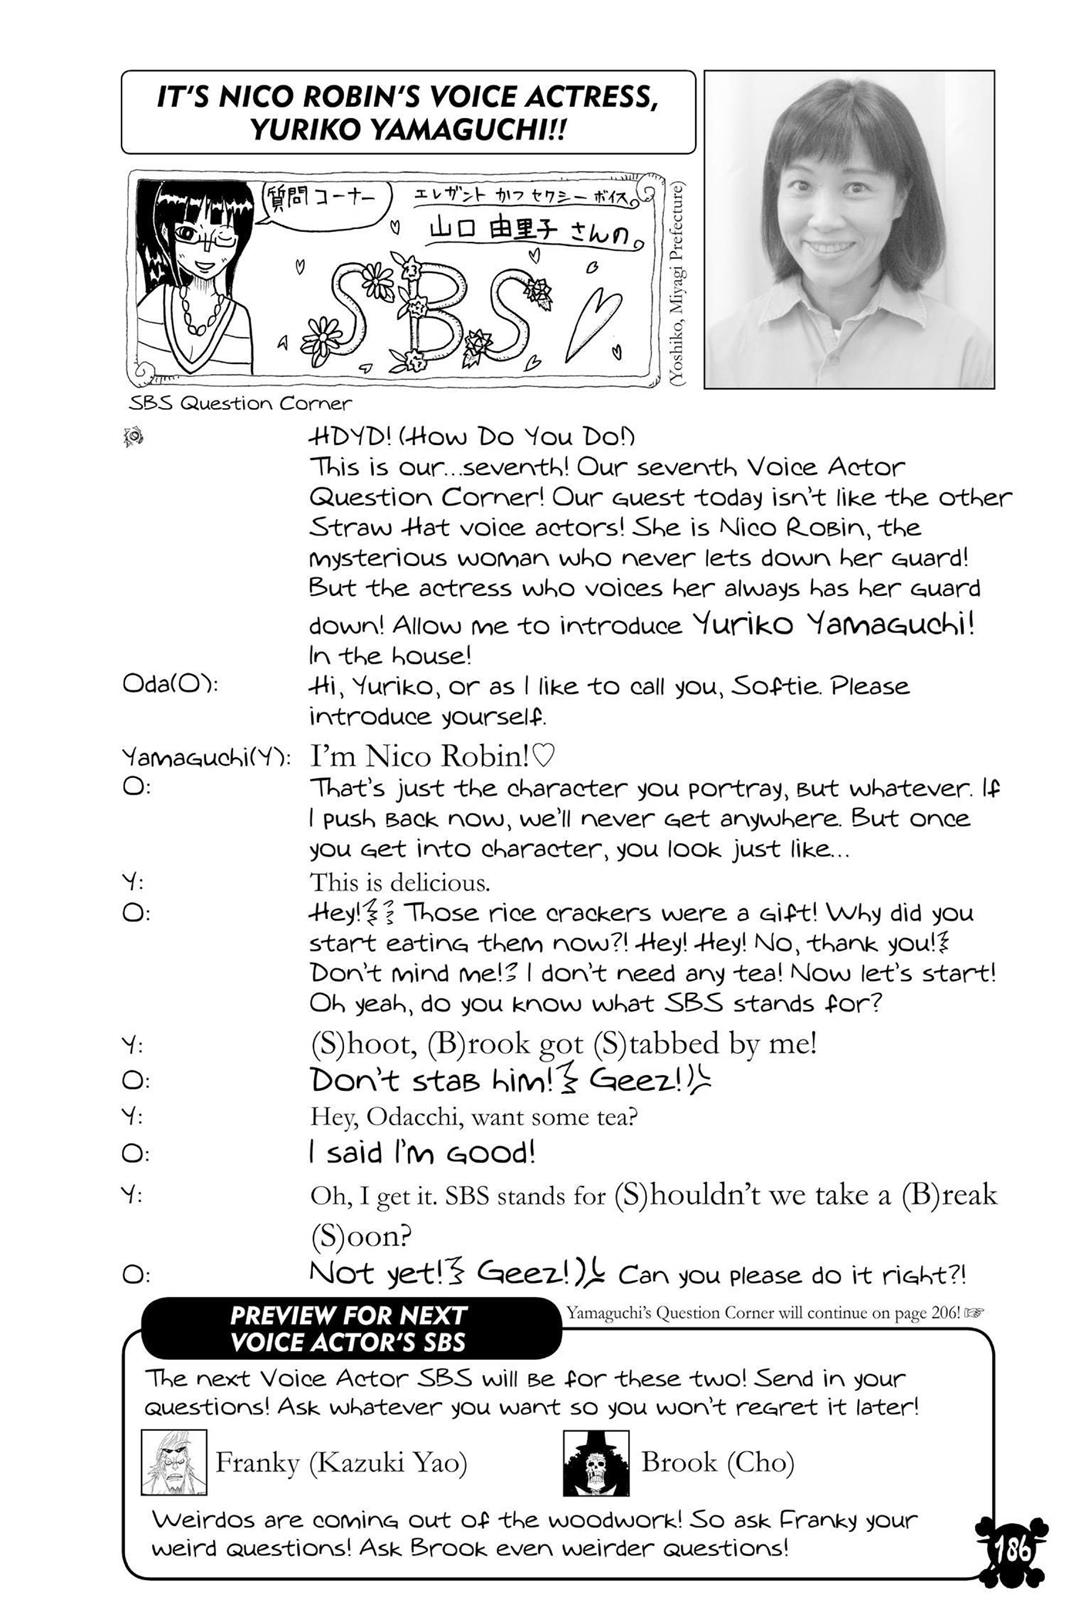 IT'S NICO ROBIN'S VOICE ACTRESS,
YURIKO YAMAGUCHI!!
質問コーナー
エレガント かつ セクシーボイス。
山口 由里子 さんの。
SBS
(Yoshiko, Miyagi Prefecture)
SBS Question Corner
HDYD! (How Do You Do!)
This is our...seventh! Our seventh Voice Actor
Question Corner! Our guest today isn't like the other
Straw Hat voice actors! She is Nico Robin, the
mysterious woman who never lets down her guard!
But the actress who voices her always has her guard
down! Allow me to introduce Yuriko Yamaguchi!
In the house!
Oda(O): Hi, Yuriko, or as I like to call you, Softie. Please
introduce yourself.
Yamaguchi(Y): I'm Nico Robin!♡
O: That's just the character you portray, but whatever. If
I push back now, we'll never get anywhere. But once
you get into character, you look just like...
Y: This is delicious.
O: Hey! Those rice crackers were a gift! Why did you
start eating them now?! Hey! Hey! No, thank you!
Don't mind me!? I don't need any tea! Now let's start!
Oh yeah, do you know what SBS stands for?
Y: (S)hoot, (B)rook got (S)tabbed by me!
O: Don't stab him! Geez!
Y: Hey, Odacchi, want some tea?
O: I said I'm good!
Y: Oh, I get it. SBS stands for (S)houldn't we take a (B)reak
(S)oon?
O: Not yet! Geez! Can you please do it right?!
Yamaguchi's Question Corner will continue on page 206! ☞
PREVIEW FOR NEXT
VOICE ACTOR'S SBS
The next Voice Actor SBS will be for these two! Send in your
questions! Ask whatever you want so you won't regret it later!
Franky (Kazuki Yao) Brook (Cho)
Weirdos are coming out of the woodwork! So ask Franky your
weird questions! Ask Brook even weirder questions!
186